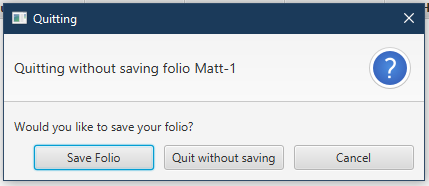 Quitting
Quitting without saving folio Matt-1
Would you like to save your folio?
Save Folio Quit without saving Cancel